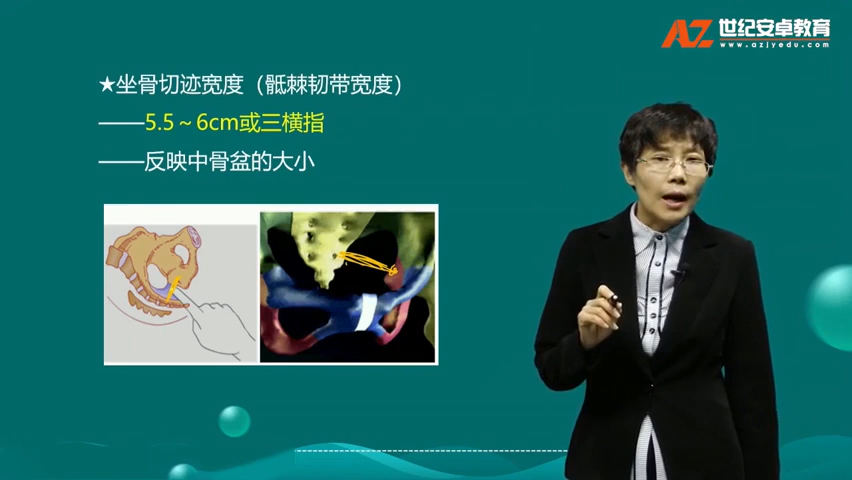 AZ 世纪安卓教育
www.azjyedu.com
★坐骨切迹宽度（骶棘韧带宽度）
——5.5～6cm或三横指
——反映中骨盆的大小